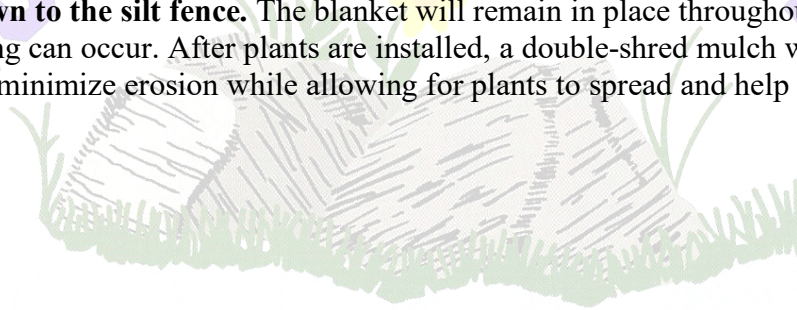 wn to the silt fence. The blanket will remain in place througho
ng can occur. After plants are installed, a double-shred mulch w
minimize erosion while allowing for plants to spread and help